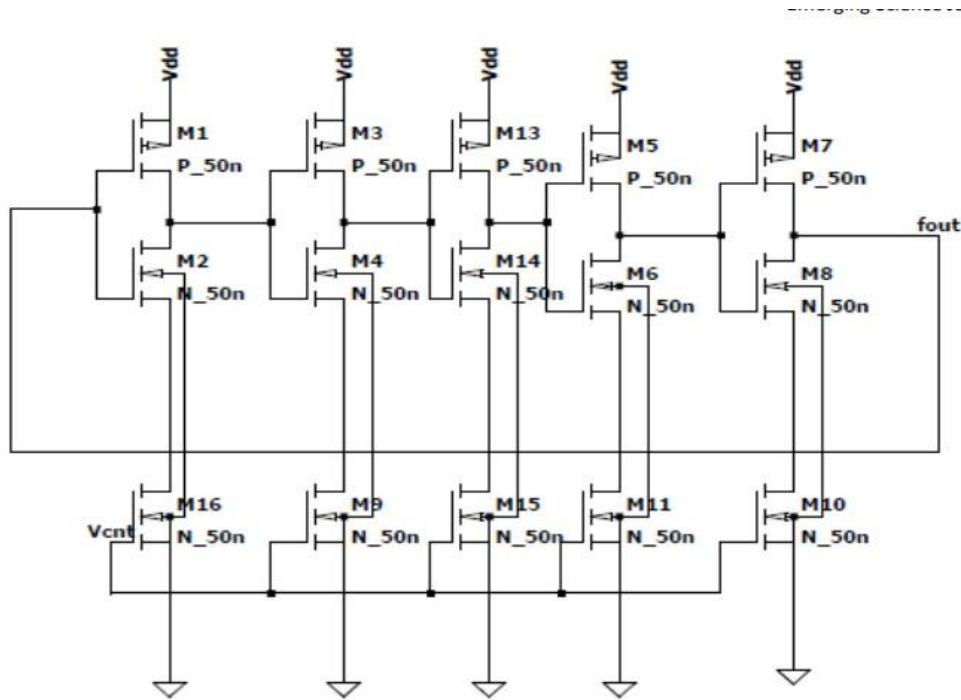 Vdd Vdd Vdd Vdd Vdd
M1 M3 M13 M5 M7
P_50n P_50n P_50n P_50n P_50n
fout
M2 M4 M14 M6 M8
N_50n N_50n N_50n N_50n N_50n
M16 M9 M15 M11 M10
Vcnt
N_50n N_50n N_50n N_50n N_50n